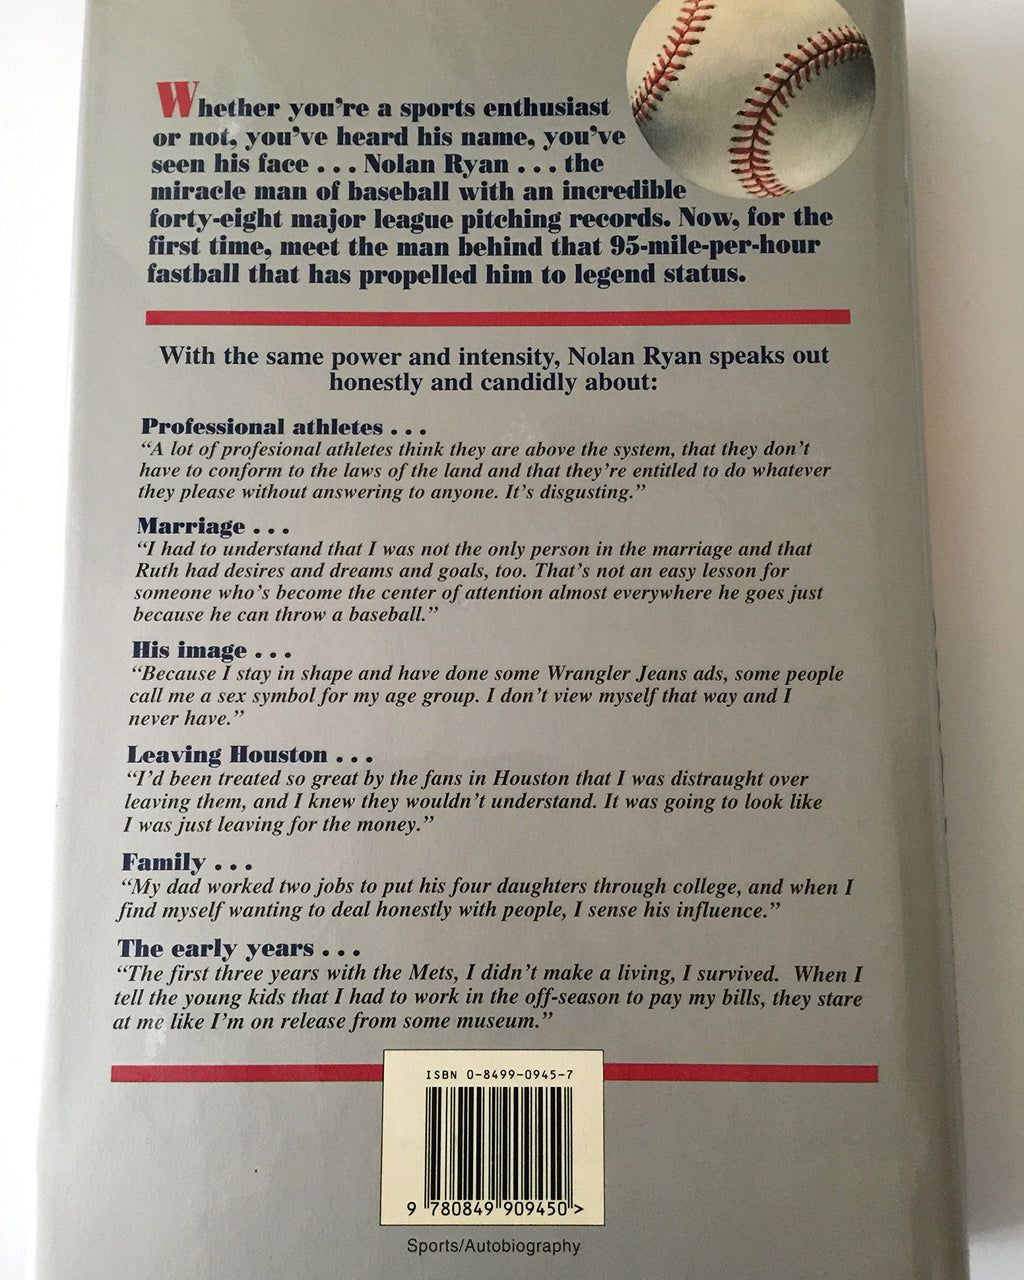 Whether you're a sports enthusiast
or not, you've heard his name, you've
seen his face . . . Nolan Ryan . . . the
miracle man of baseball with an incredible
forty-eight major league pitching records. Now, for the
first time, meet the man behind that 95-mile-per-hour
fastball that has propelled him to legend status.
With the same power and intensity, Nolan Ryan speaks out
honestly and candidly about:
Professional athletes . . .
“A lot of profesional athletes think they are above the system, that they don't
have to conform to the laws of the land and that they're entitled to do whatever
they please without answering to anyone. It's disgusting.”
Marriage . . .
“I had to understand that I was not the only person in the marriage and that
Ruth had desires and dreams and goals, too. That's not an easy lesson for
someone who's become the center of attention almost everywhere he goes just
because he can throw a baseball.”
His image . . .
“Because I stay in shape and have done some Wrangler Jeans ads, some people
call me a sex symbol for my age group. I don't view myself that way and I
never have.”
Leaving Houston . . .
“I'd been treated so great by the fans in Houston that I was distraught over
leaving them, and I knew they wouldn't understand. It was going to look like
I was just leaving for the money.”
Family . . .
“My dad worked two jobs to put his four daughters through college, and when I
find myself wanting to deal honestly with people, I sense his influence.”
The early years . . .
“The first three years with the Mets, I didn't make a living, I survived. When I
tell the young kids that I had to work in the off-season to pay my bills, they stare
at me like I'm on release from some museum.”
ISBN 0-8499-0945-7
9 780849 909450 >
Sports/Autobiography